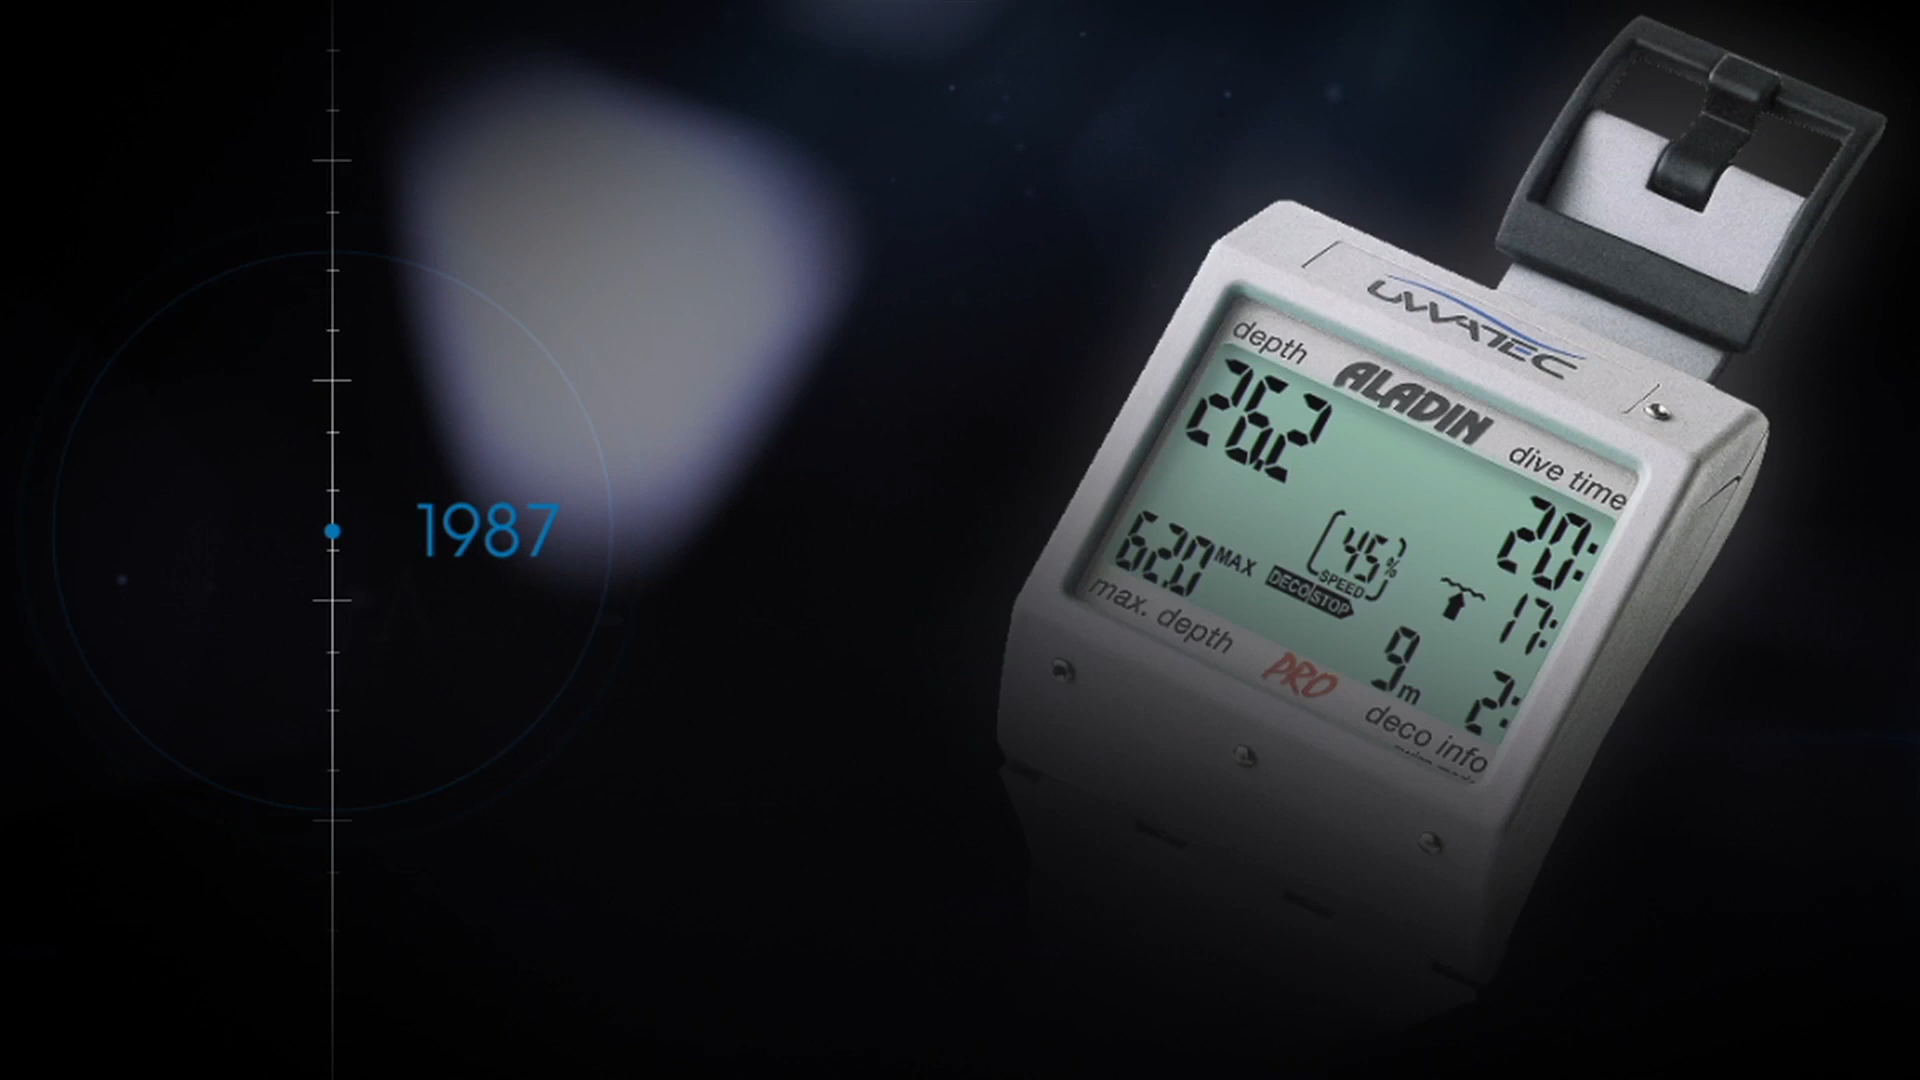 1987
UWATEC
depth
ALADIN
dive time
26.2
20:
45%
SPEED
62.0 MAX
DECO STOP
17:
max. depth
PRO
9m
2:
deco info